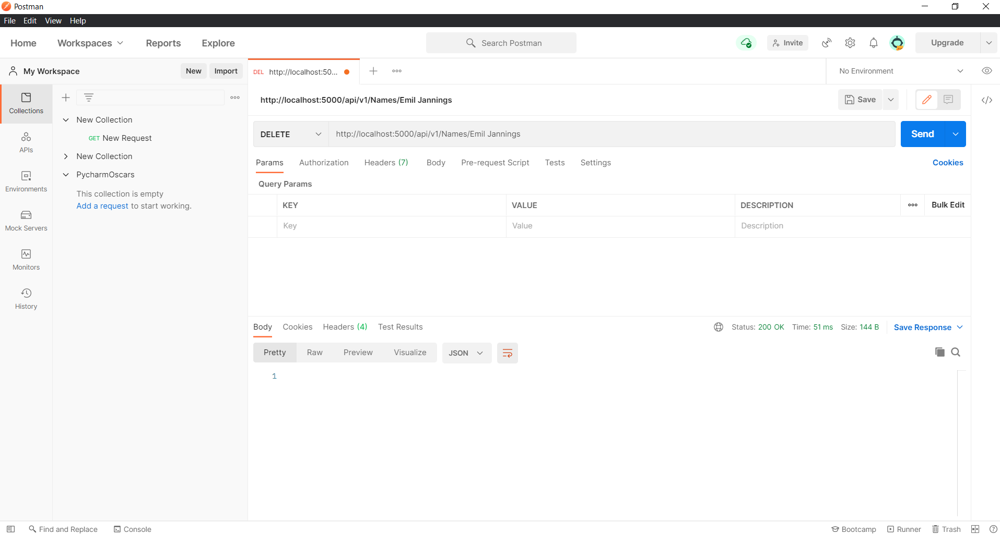 Postman
File Edit View Help
Home Workspaces Reports Explore Search Postman Invite Upgrade
My Workspace New Import DEL http://localhost:50... No Environment
http://localhost:5000/api/v1/Names/Emil Jannings Save
Collections
New Collection
GET New Request
New Collection
PycharmOscars
This collection is empty
Add a request to start working.
APIs
Environments
Mock Servers
Monitors
History
DELETE http://localhost:5000/api/v1/Names/Emil Jannings Send
Params Authorization Headers (7) Body Pre-request Script Tests Settings Cookies
Query Params
KEY VALUE DESCRIPTION Bulk Edit
Key Value Description
Body Cookies Headers (4) Test Results Status: 200 OK Time: 51 ms Size: 144 B Save Response
Pretty Raw Preview Visualize JSON
1
Find and Replace Console Bootcamp Runner Trash